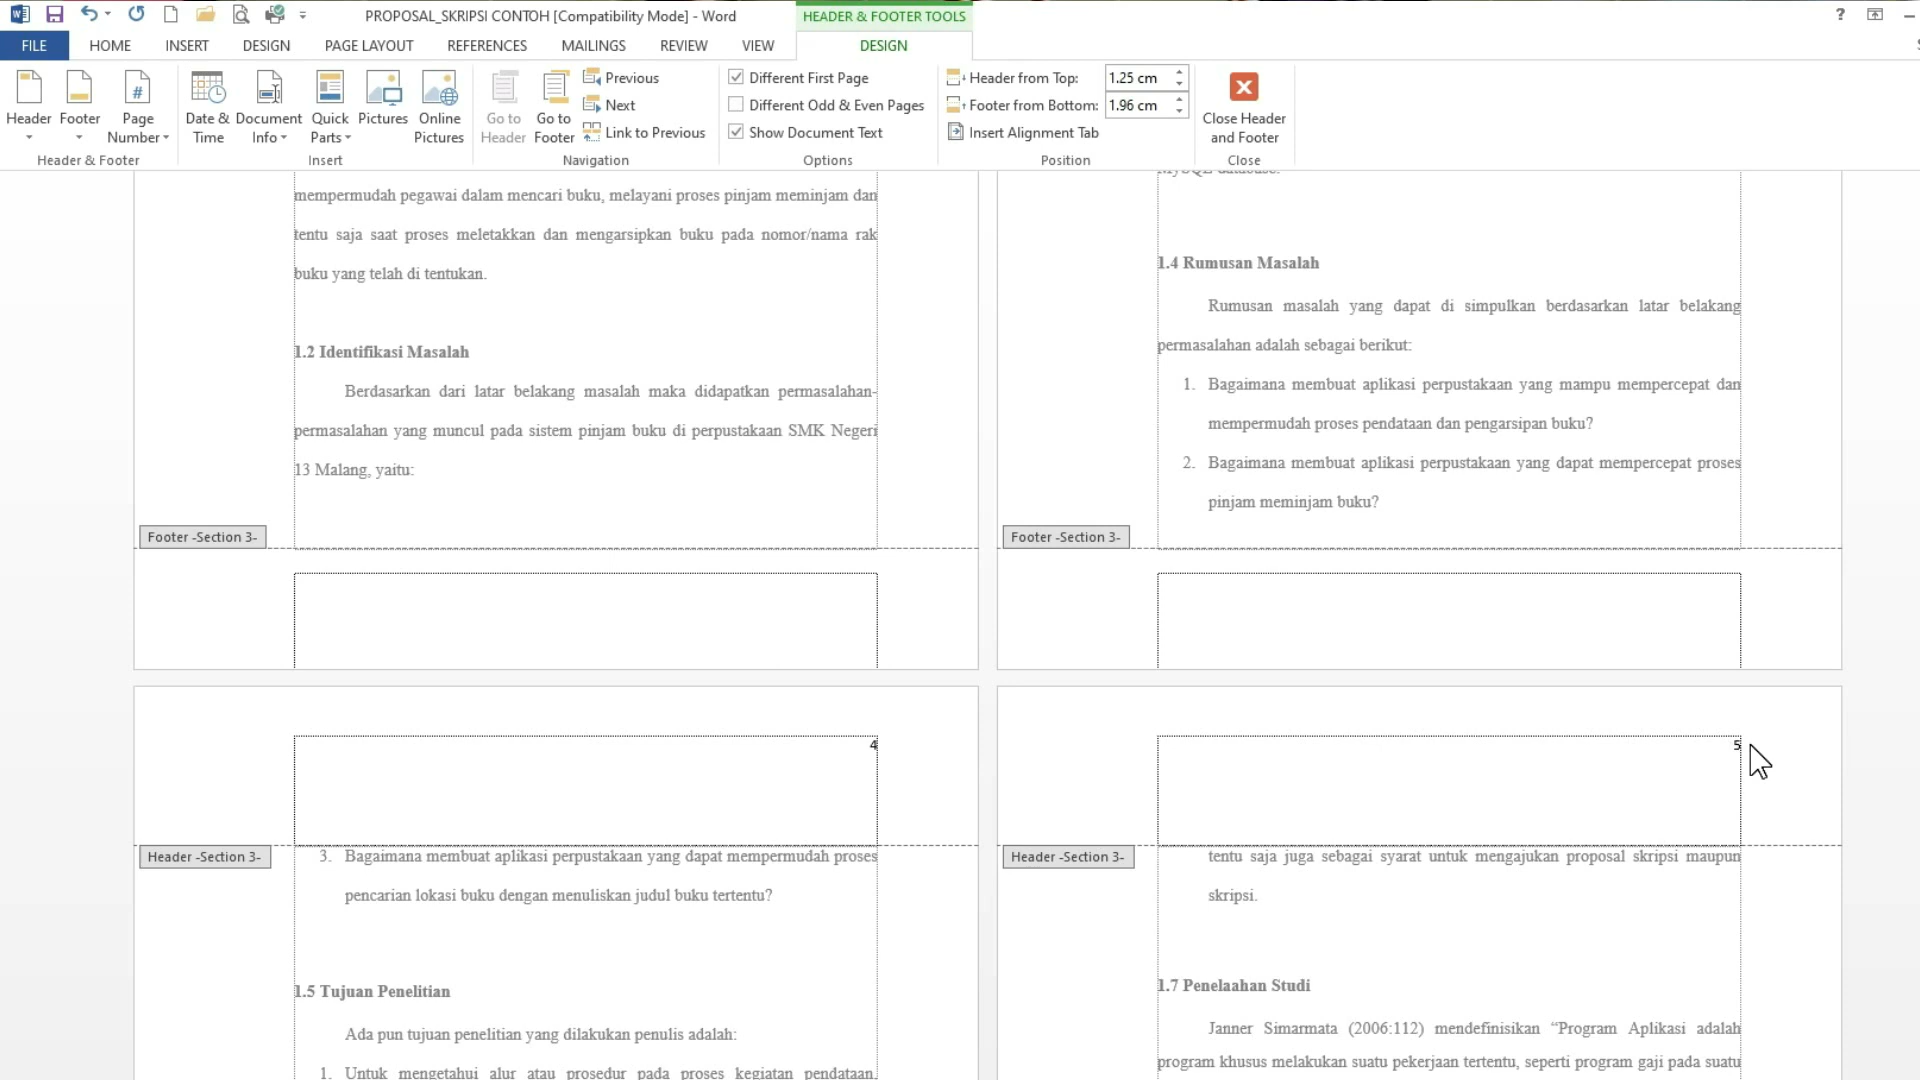 PROPOSAL_SKRIPSI CONTOH [Compatibility Mode] - Word
HEADER & FOOTER TOOLS
?
FILE HOME INSERT DESIGN PAGE LAYOUT REFERENCES MAILINGS REVIEW VIEW DESIGN
Header
Footer
Page
Number
Header & Footer
Date &
Time
Document
Info
Quick
Parts
Pictures
Online
Pictures
Insert
Go to
Header
Go to
Footer
Previous
Next
Link to Previous
Navigation
Different First Page
Different Odd & Even Pages
Show Document Text
Options
Header from Top: 1.25 cm
Footer from Bottom: 1.96 cm
Insert Alignment Tab
Position
Close Header
and Footer
Close
mempermudah pegawai dalam mencari buku, melayani proses pinjam meminjam dan
tentu saja saat proses meletakkan dan mengarsipkan buku pada nomor/nama rak
buku yang telah di tentukan.
1.2 Identifikasi Masalah
Berdasarkan dari latar belakang masalah maka didapatkan permasalahan-
permasalahan yang muncul pada sistem pinjam buku di perpustakaan SMK Negeri
13 Malang, yaitu:
Footer -Section 3-
MySQL database.
1.4 Rumusan Masalah
Rumusan masalah yang dapat di simpulkan berdasarkan latar belakang
permasalahan adalah sebagai berikut:
1. Bagaimana membuat aplikasi perpustakaan yang mampu mempercepat dan
mempermudah proses pendataan dan pengarsipan buku?
2. Bagaimana membuat aplikasi perpustakaan yang dapat mempercepat proses
pinjam meminjam buku?
Footer -Section 3-
4
Header -Section 3-
3. Bagaimana membuat aplikasi perpustakaan yang dapat mempermudah proses
pencarian lokasi buku dengan menuliskan judul buku tertentu?
1.5 Tujuan Penelitian
Ada pun tujuan penelitian yang dilakukan penulis adalah:
1. Untuk mengetahui alur atau prosedur pada proses kegiatan pendataan,
5
Header -Section 3-
tentu saja juga sebagai syarat untuk mengajukan proposal skripsi maupun
skripsi.
1.7 Penelaahan Studi
Janner Simarmata (2006:112) mendefinisikan “Program Aplikasi adalah
program khusus melakukan suatu pekerjaan tertentu, seperti program gaji pada suatu